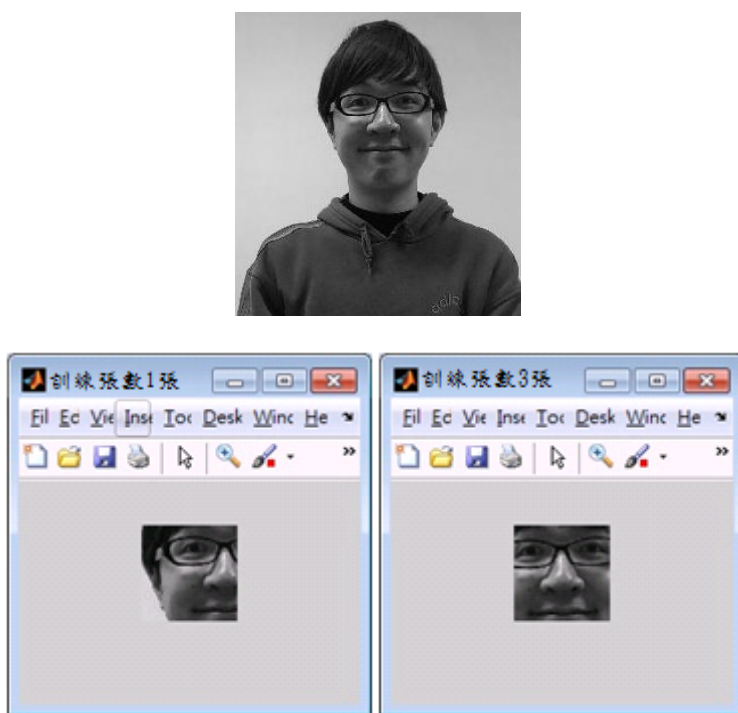 訓練張數1張
Fil Ec Vie Inse Toc Desk Winc He
訓練張數3張
Fil Ec Vie Inse Toc Desk Winc He